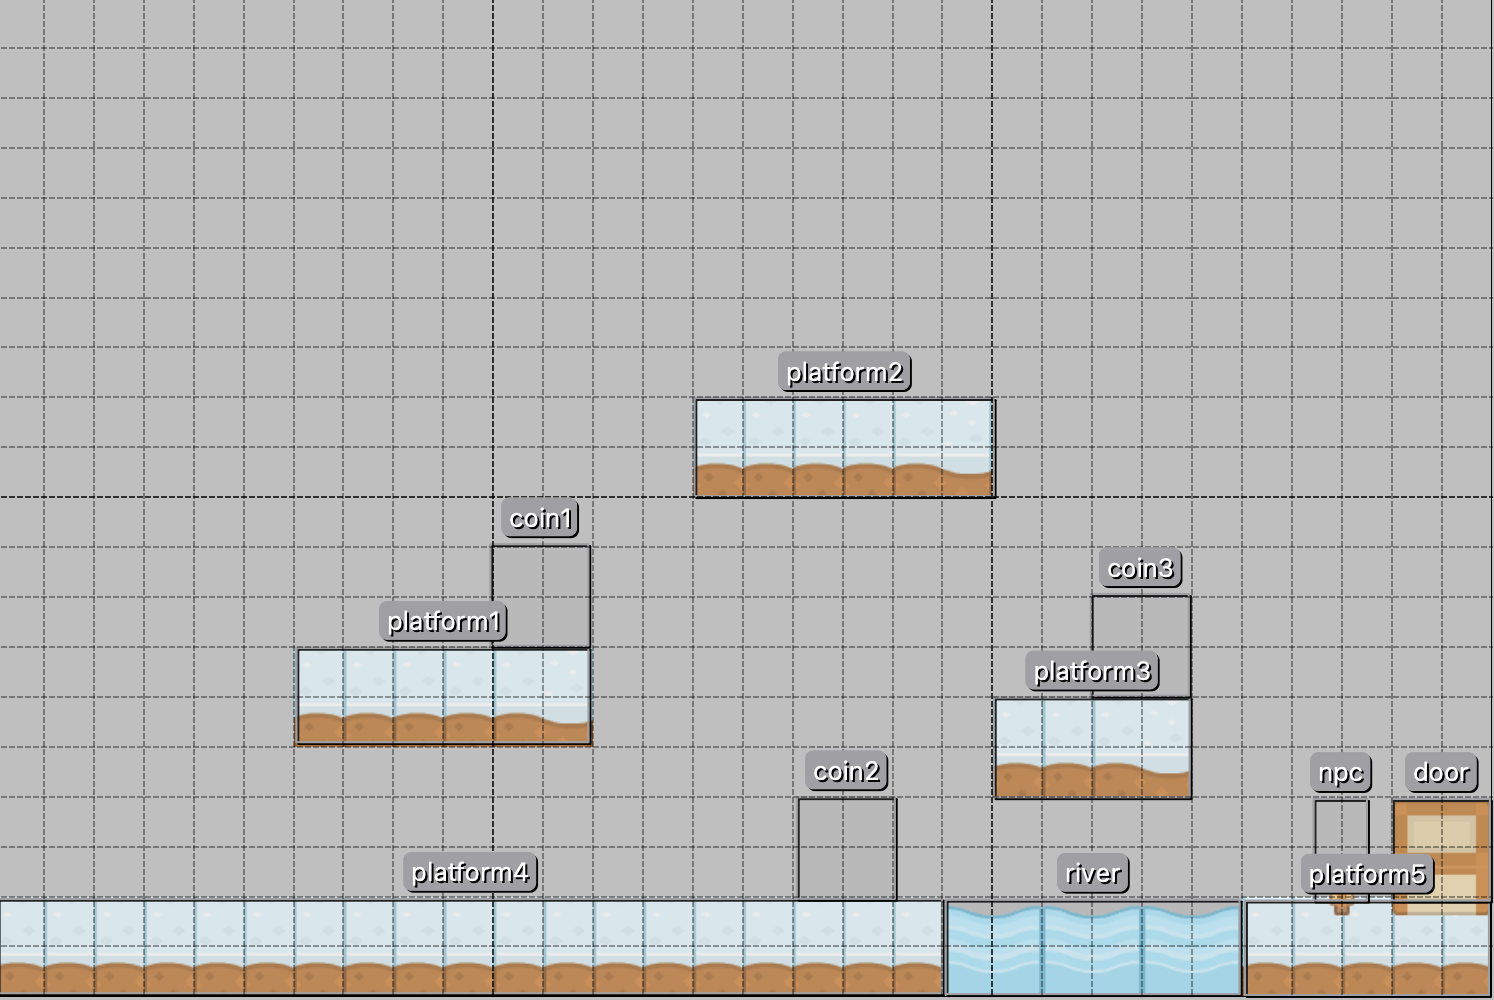 platform2
coin1
coin3
platform1
platform3
coin2
npc
door
platform4
river
platform5